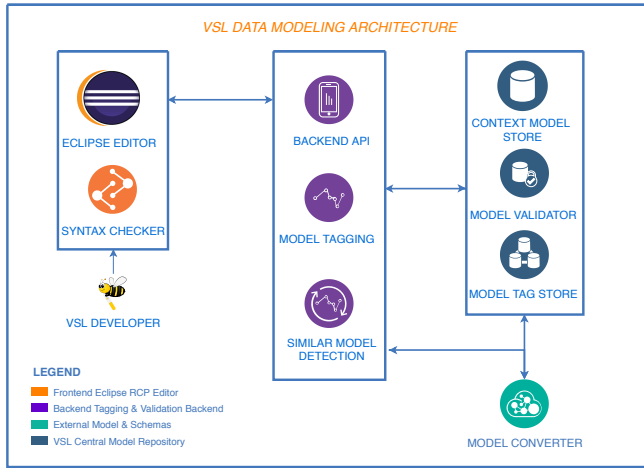 VSL DATA MODELING ARCHITECTURE
ECLIPSE EDITOR
SYNTAX CHECKER
VSL DEVELOPER
BACKEND API
MODEL TAGGING
SIMILAR MODEL
DETECTION
CONTEXT MODEL
STORE
MODEL VALIDATOR
MODEL TAG STORE
MODEL CONVERTER
LEGEND
Frontend Eclipse RCP Editor
Backend Tagging & Validation Backend
External Model & Schemas
VSL Central Model Repository